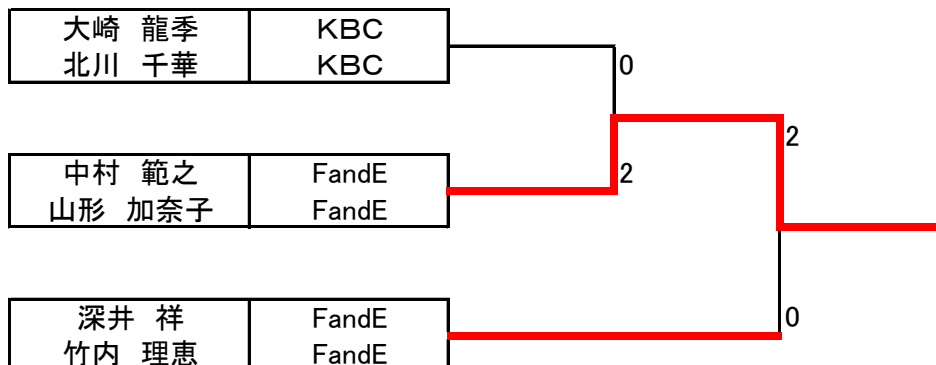 大崎　龍季 KBC
北川　千華 KBC
0
2
中村　範之 FandE
2
山形　加奈子 FandE
深井　祥 FandE
0
竹内　理恵 FandE